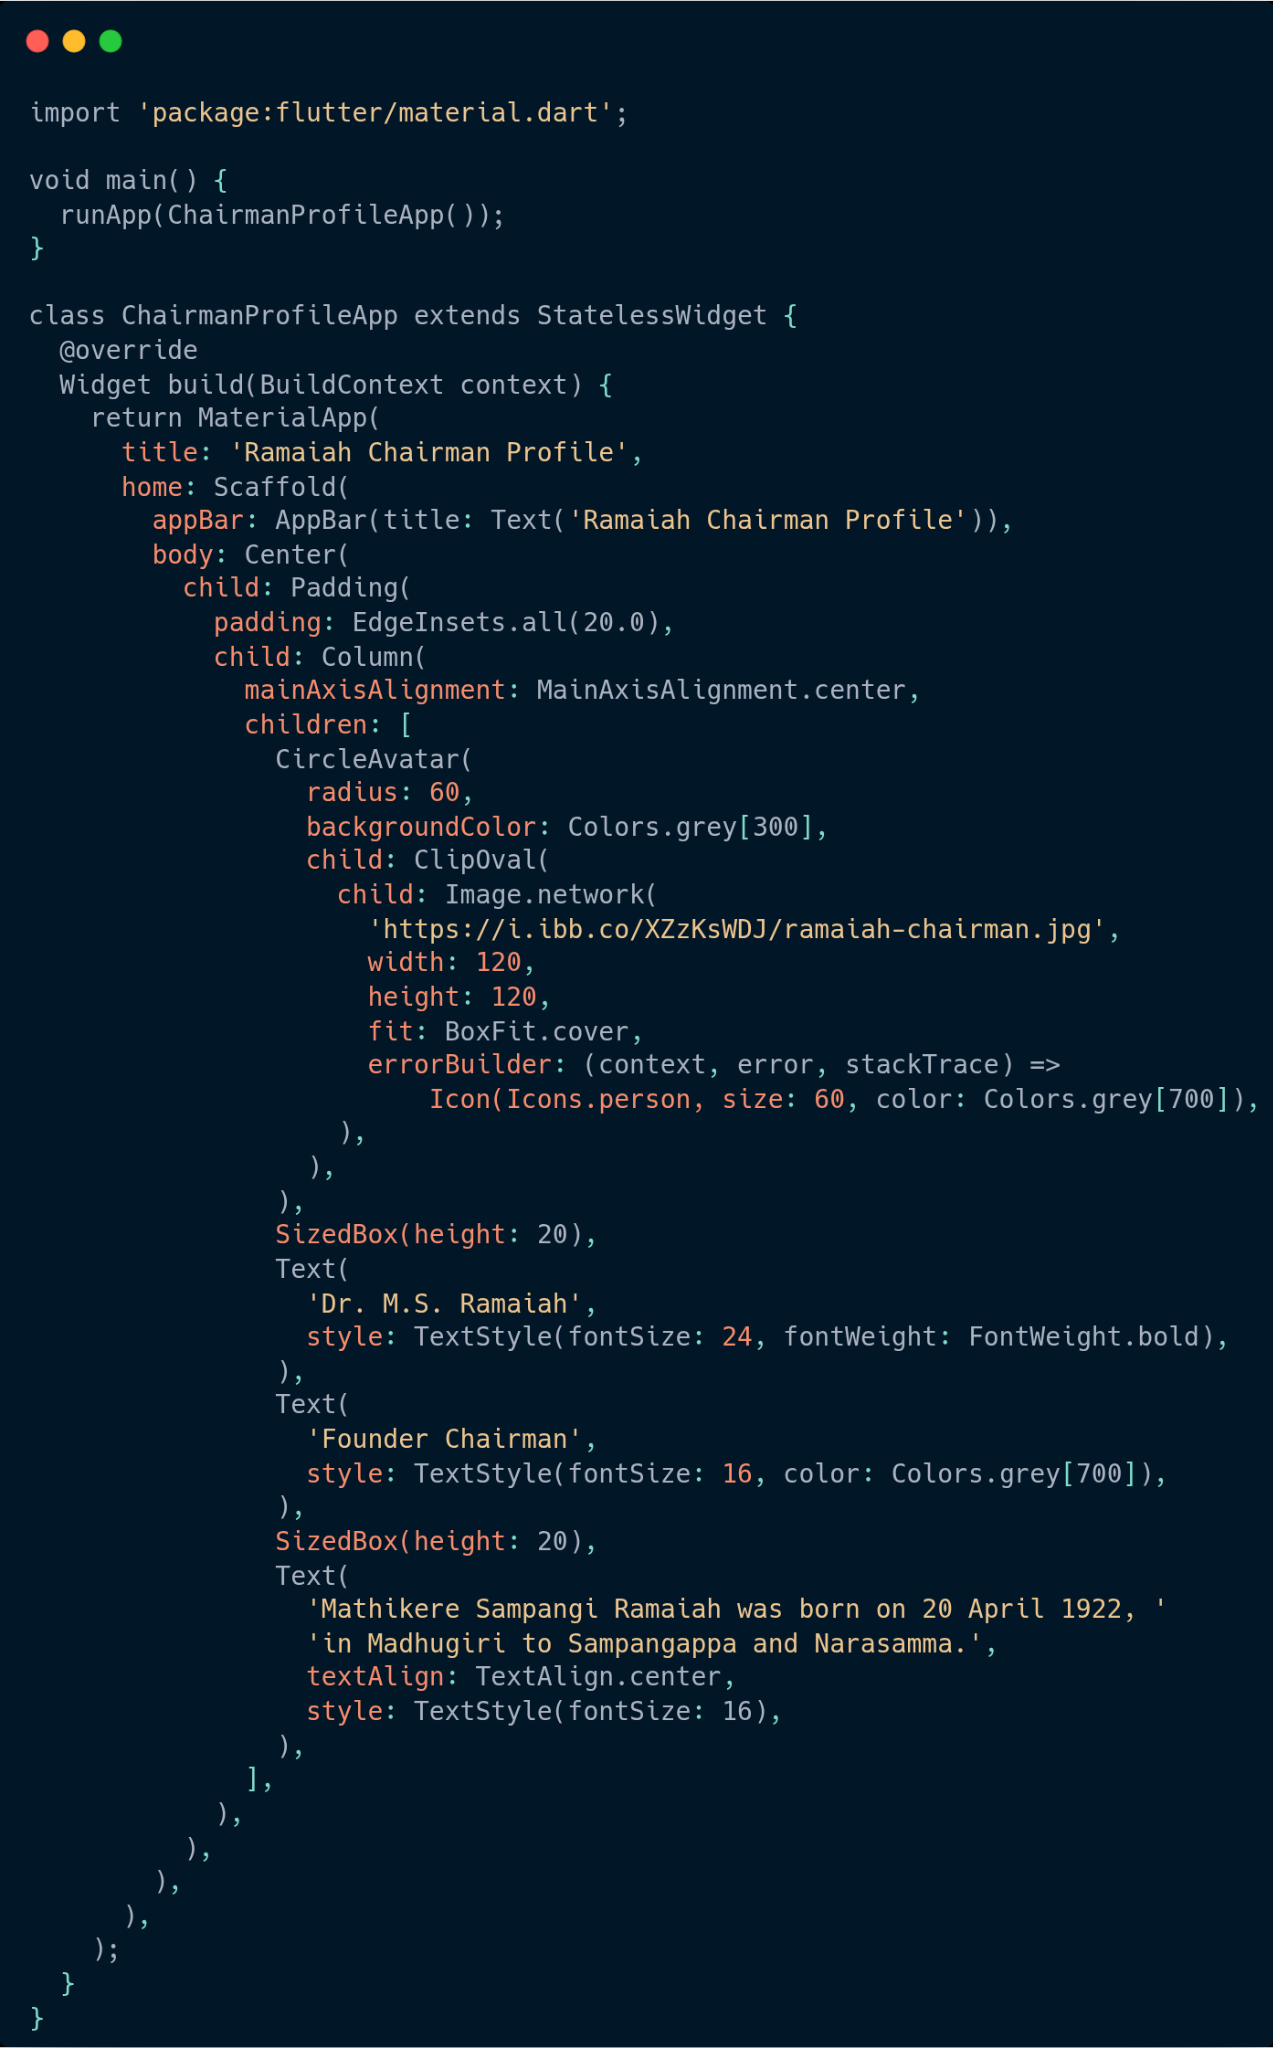 import 'package:flutter/material.dart';

void main() {
  runApp(ChairmanProfileApp());
}

class ChairmanProfileApp extends StatelessWidget {
  @override
  Widget build(BuildContext context) {
    return MaterialApp(
      title: 'Ramaiah Chairman Profile',
      home: Scaffold(
        appBar: AppBar(title: Text('Ramaiah Chairman Profile')),
        body: Center(
          child: Padding(
            padding: EdgeInsets.all(20.0),
            child: Column(
              mainAxisAlignment: MainAxisAlignment.center,
              children: [
                CircleAvatar(
                  radius: 60,
                  backgroundColor: Colors.grey[300],
                  child: ClipOval(
                    child: Image.network(
                      'https://i.ibb.co/XZzKsWDJ/ramaiah-chairman.jpg',
                      width: 120,
                      height: 120,
                      fit: BoxFit.cover,
                      errorBuilder: (context, error, stackTrace) =>
                          Icon(Icons.person, size: 60, color: Colors.grey[700]),
                    ),
                  ),
                ),
                SizedBox(height: 20),
                Text(
                  'Dr. M.S. Ramaiah',
                  style: TextStyle(fontSize: 24, fontWeight: FontWeight.bold),
                ),
                Text(
                  'Founder Chairman',
                  style: TextStyle(fontSize: 16, color: Colors.grey[700]),
                ),
                SizedBox(height: 20),
                Text(
                  'Mathikere Sampangi Ramaiah was born on 20 April 1922, '
                  'in Madhugiri to Sampangappa and Narasamma.',
                  textAlign: TextAlign.center,
                  style: TextStyle(fontSize: 16),
                ),
              ],
            ),
          ),
        ),
      ),
    );
  }
}